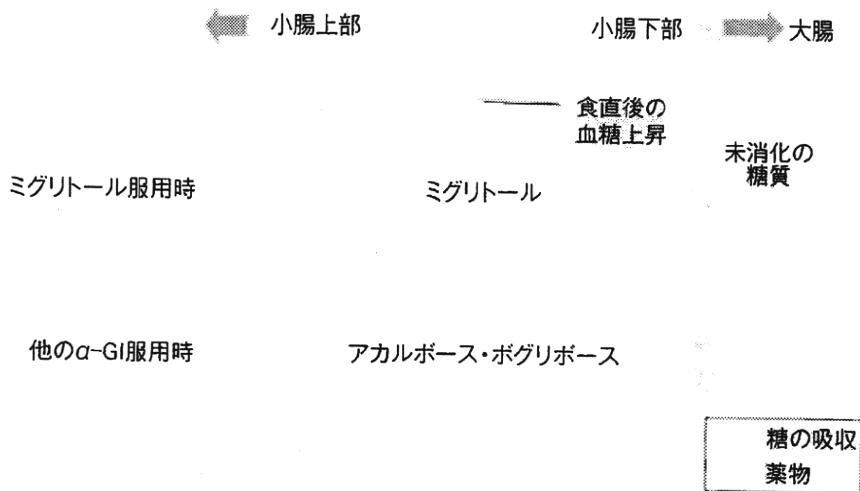 小腸上部
小腸下部
大腸
食直後の
血糖上昇
未消化の
糖質
ミグリトール服用時
ミグリトール
他のα-GI服用時
アカルボース・ボグリボース
糖の吸収
薬物